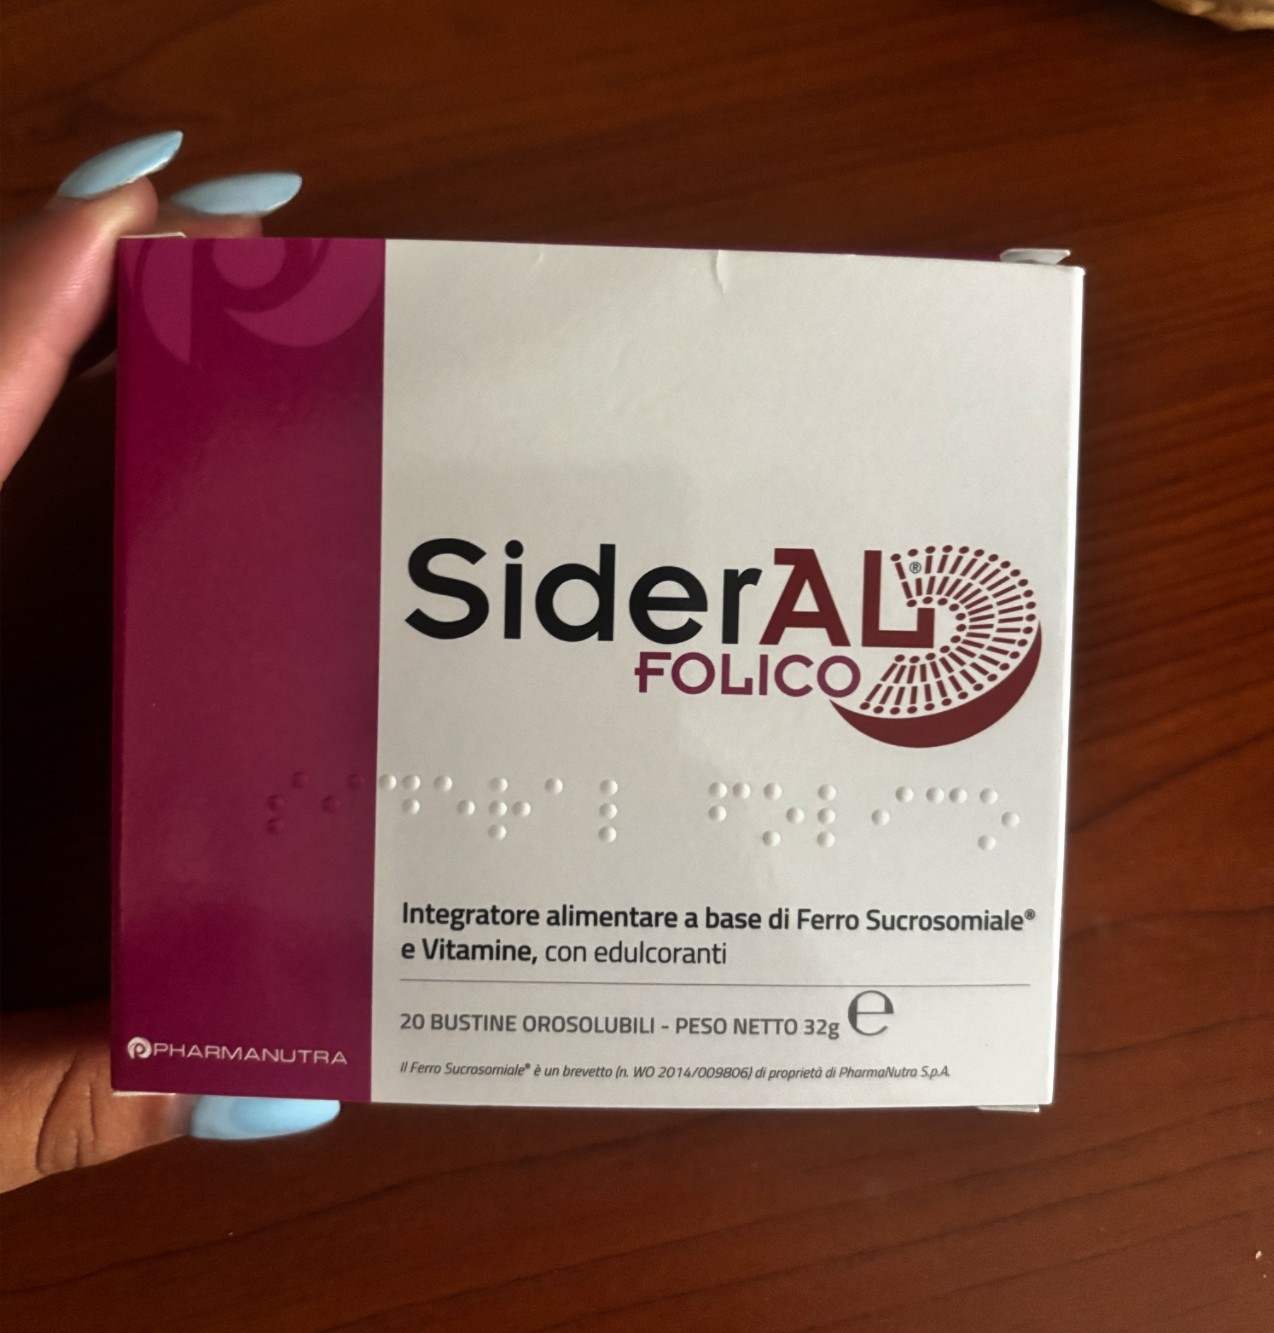 SiderAL®
FOLICO
Integratore alimentare a base di Ferro Sucrosomiale®
e Vitamine, con edulcoranti
20 BUSTINE OROSOLUBILI - PESO NETTO 32g ℮
Il Ferro Sucrosomiale® è un brevetto (n. WO 2014/009806) di proprietà di PharmaNutra S.p.A.
PHARMANUTRA